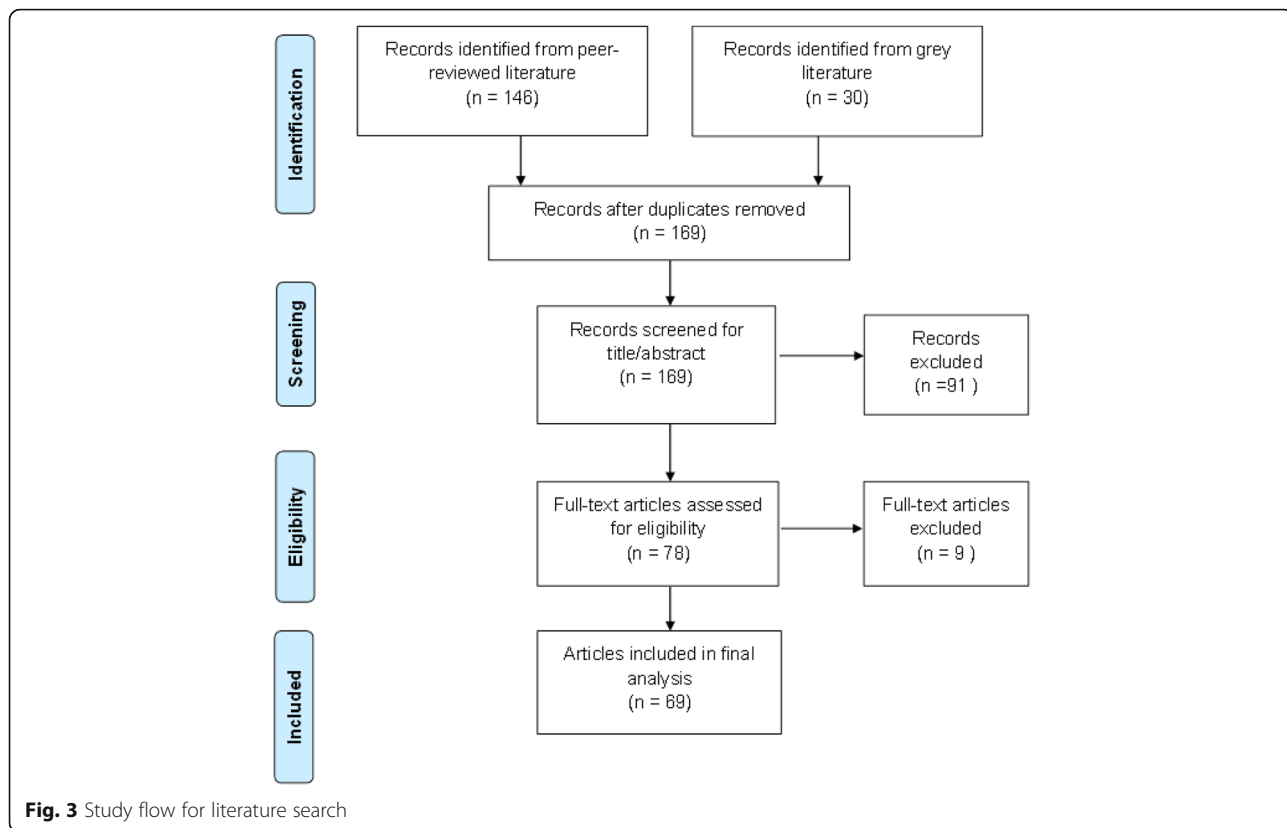 Identification
Records identified from peer-
reviewed literature
(n = 146)
Records identified from grey
literature
(n = 30)
Records after duplicates removed
(n = 169)
Screening
Records screened for
title/abstract
(n = 169)
Records
excluded
(n =91 )
Eligibility
Full-text articles assessed
for eligibility
(n = 78)
Full-text articles
excluded
(n = 9 )
Included
Articles included in final
analysis
(n = 69)
Fig. 3 Study flow for literature search